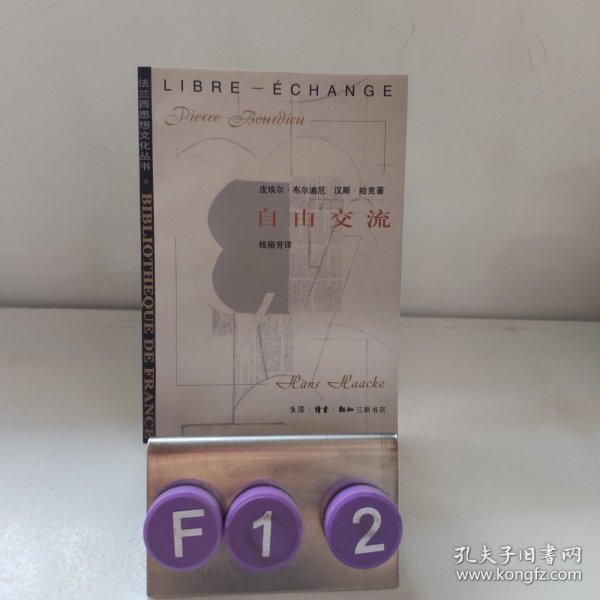 LIBRE — ÉCHANGE
Pierre Bourdieu
皮埃尔·布尔迪厄 汉斯·哈克著
自由交流
桂裕芳译
Hans Haacke
生活·讀書·新知三联书店
法兰西思想文化丛书
*
BIBLIOTHEQUE DE FRANCE
F 1 2
孔夫子旧书网
www.kongfz.com